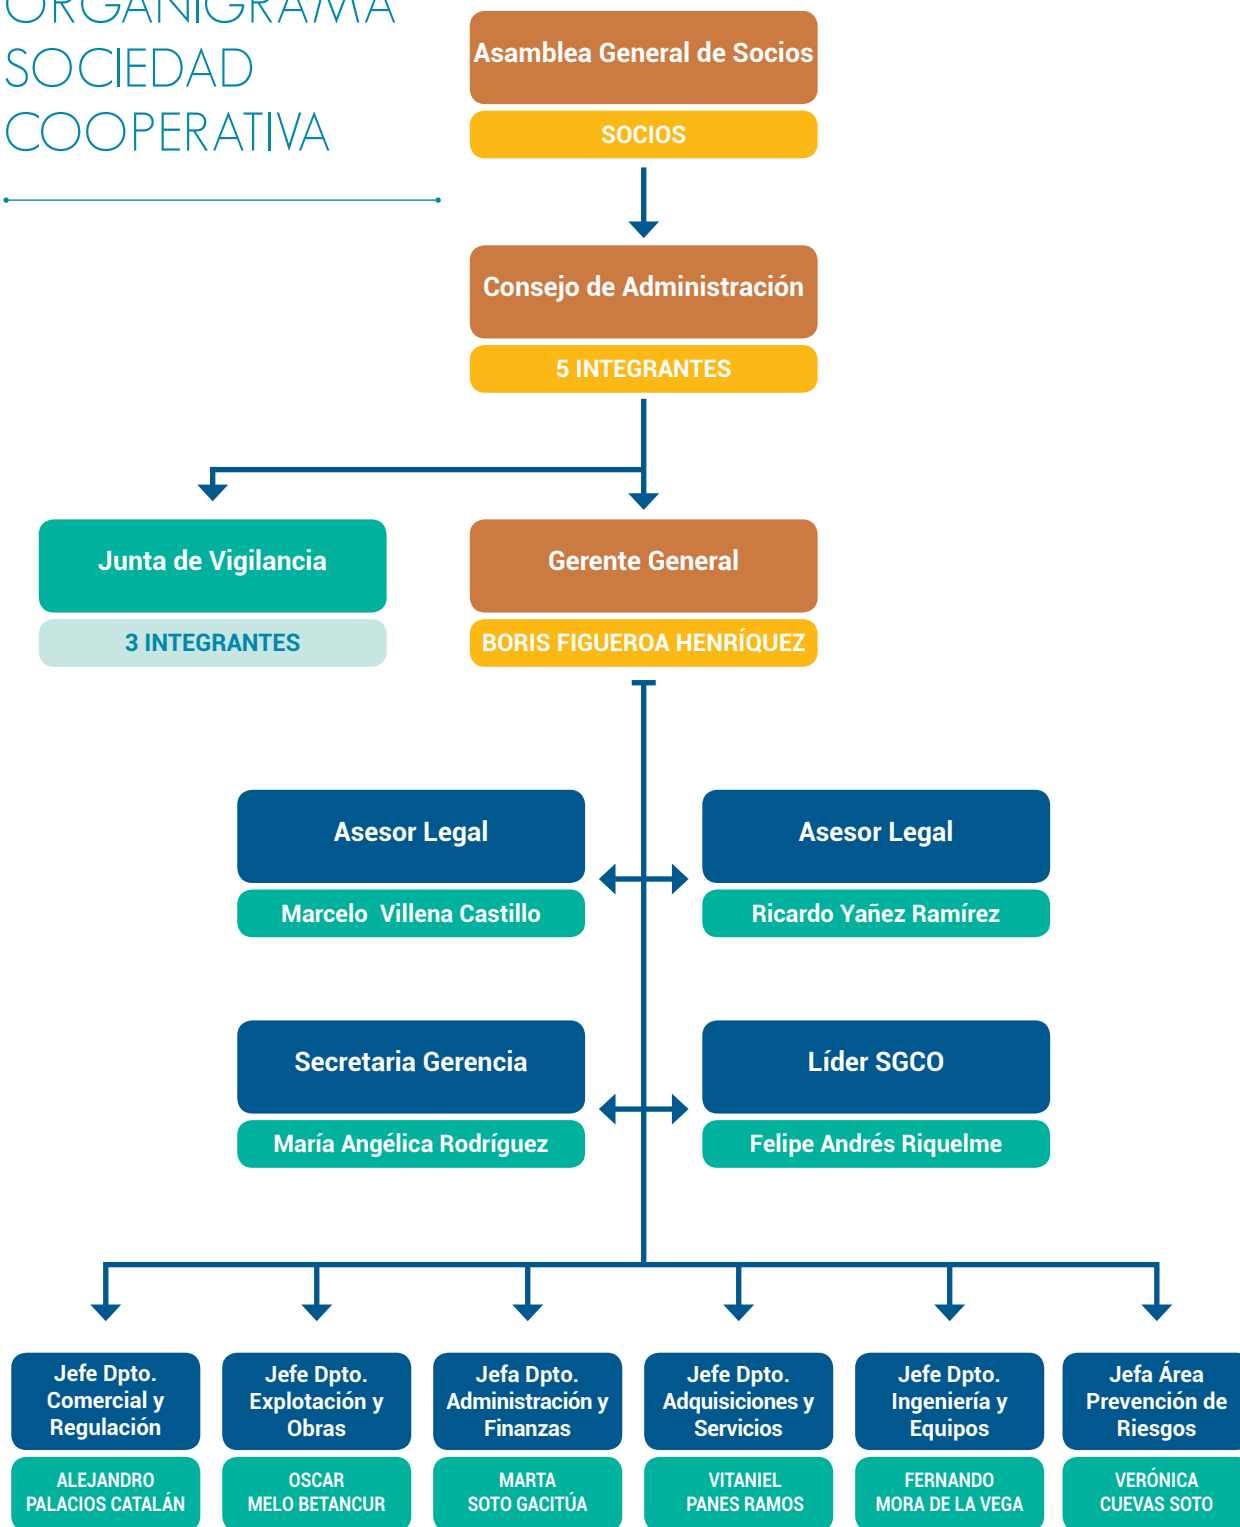 ORGANIGRAMA
SOCIEDAD
COOPERATIVA
Asamblea General de Socios
SOCIOS
Consejo de Administración
5 INTEGRANTES
Junta de Vigilancia
3 INTEGRANTES
Gerente General
BORIS FIGUEROA HENRÍQUEZ
Asesor Legal
Marcelo  Villena Castillo
Asesor Legal
Ricardo Yañez Ramírez
Secretaria Gerencia
María Angélica Rodríguez
Líder SGCO
Felipe Andrés Riquelme
Jefe Dpto.
Comercial y
Regulación
ALEJANDRO
PALACIOS CATALÁN
Jefe Dpto.
Explotación y
Obras
OSCAR
MELO BETANCUR
Jefa Dpto.
Administración y
Finanzas
MARTA
SOTO GACITÚA
Jefe Dpto.
Adquisiciones y
Servicios
VITANIEL
PANES RAMOS
Jefe Dpto.
Ingeniería y
Equipos
FERNANDO
MORA DE LA VEGA
Jefa Área
Prevención de
Riesgos
VERÓNICA
CUEVAS SOTO